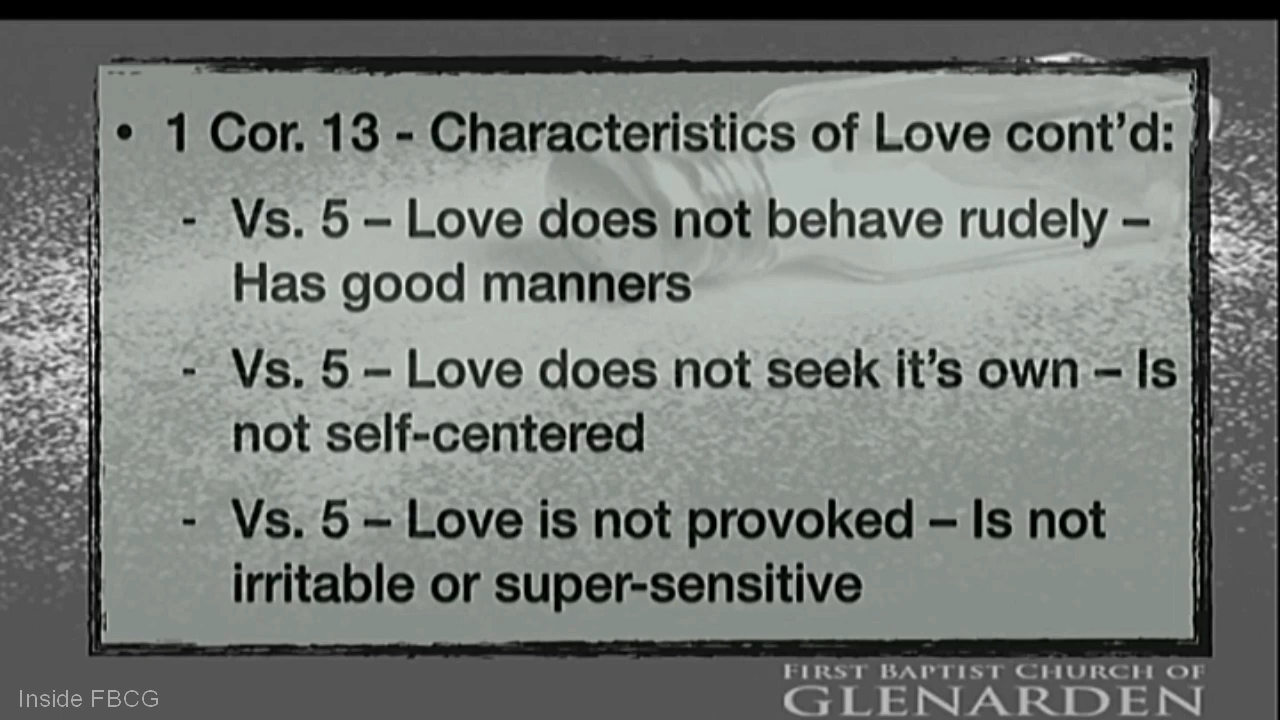 • 1 Cor. 13 - Characteristics of Love cont’d:
- Vs. 5 – Love does not behave rudely –
Has good manners
- Vs. 5 – Love does not seek it’s own – Is
not self-centered
- Vs. 5 – Love is not provoked – Is not
irritable or super-sensitive
FIRST BAPTIST CHURCH OF
GLENARDEN
Inside FBCG